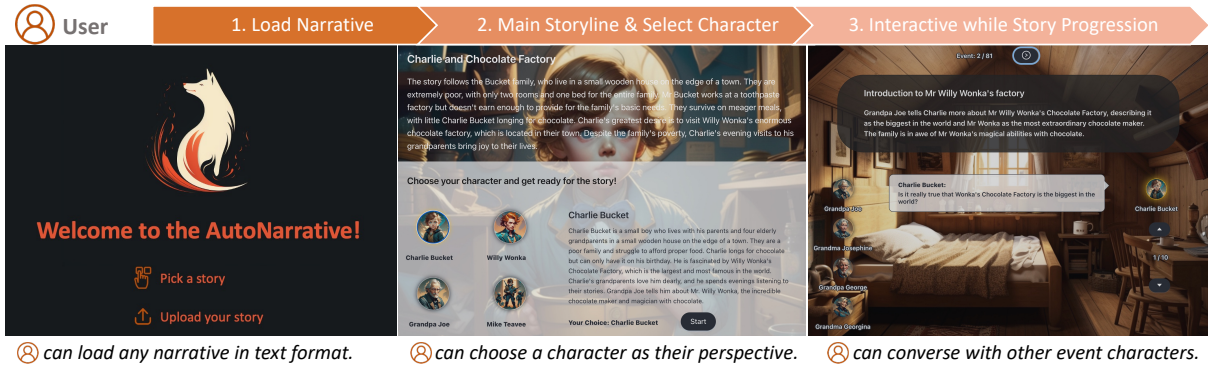 User
1. Load Narrative
2. Main Storyline & Select Character
3. Interactive while Story Progression
Welcome to the AutoNarrative!
Pick a story
Upload your story
Charlie and Chocolate Factory
The story follows the Bucket family, who live in a small wooden house on the edge of a town. They are
extremely poor, with only two rooms and one bed for the entire family. Mr Bucket works at a toothpaste
factory but doesn't earn enough to provide for the family's basic needs. They survive on meager meals,
with little Charlie Bucket longing for chocolate. Charlie's greatest desire is to visit Willy Wonka's enormous
chocolate factory, which is located in their town. Despite the family's poverty, Charlie's evening visits to his
grandparents bring joy to their lives.
Choose your character and get ready for the story!
Charlie Bucket
Willy Wonka
Grandpa Joe
Mike Teavee
Charlie Bucket
Charlie Bucket is a small boy who lives with his parents and four elderly
grandparents in a small wooden house on the edge of a town. They are a
poor family and struggle to afford proper food. Charlie longs for chocolate
but can only have it on his birthday. He is fascinated by Willy Wonka's
Chocolate Factory, which is the largest and most famous in the world.
Charlie's grandparents love him dearly, and he spends evenings listening to
their stories. Grandpa Joe tells him about Mr. Willy Wonka, the incredible
chocolate maker and magician with chocolate.
Your Choice: Charlie Bucket
Start
Event: 2 / 81
Introduction to Mr Willy Wonka's factory
Grandpa Joe tells Charlie more about Mr Willy Wonka's Chocolate Factory, describing it
as the biggest in the world and Mr Wonka as the most extraordinary chocolate maker.
The family is in awe of Mr Wonka's magical abilities with chocolate.
Charlie Bucket:
Is it really true that Wonka's Chocolate Factory is the biggest in the
world?
Grandpa Joe
Grandma Josephine
Grandpa George
Grandma Georgina
Charlie Bucket
1 / 10
can load any narrative in text format.
can choose a character as their perspective.
can converse with other event characters.